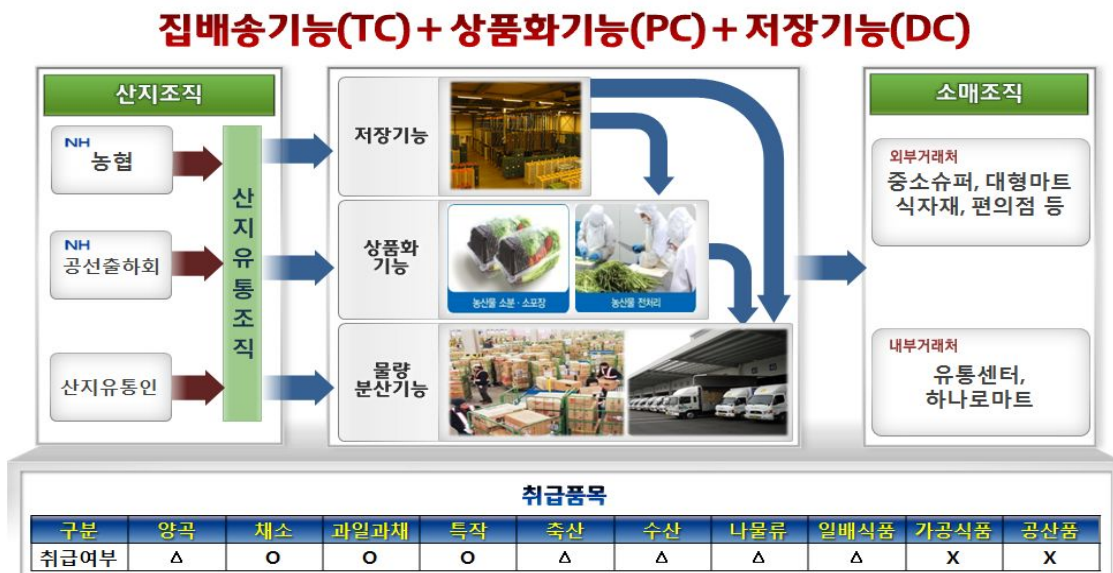 집배송기능(TC)+상품화기능(PC)+저장기능(DC)
산지조직
NH
농협
NH
공선출하회
산지유통인
산지유통조직
저장기능
상품화
기능
농산물 소분·소포장
농산물 전처리
물량
분산기능
소매조직
외부거래처
중소슈퍼, 대형마트
식자재, 편의점 등
내부거래처
유통센터,
하나로마트
취급품목
구분 양곡 채소 과일과채 특작 축산 수산 나물류 일배식품 가공식품 공산품
취급여부 △ O O O △ △ △ △ X X